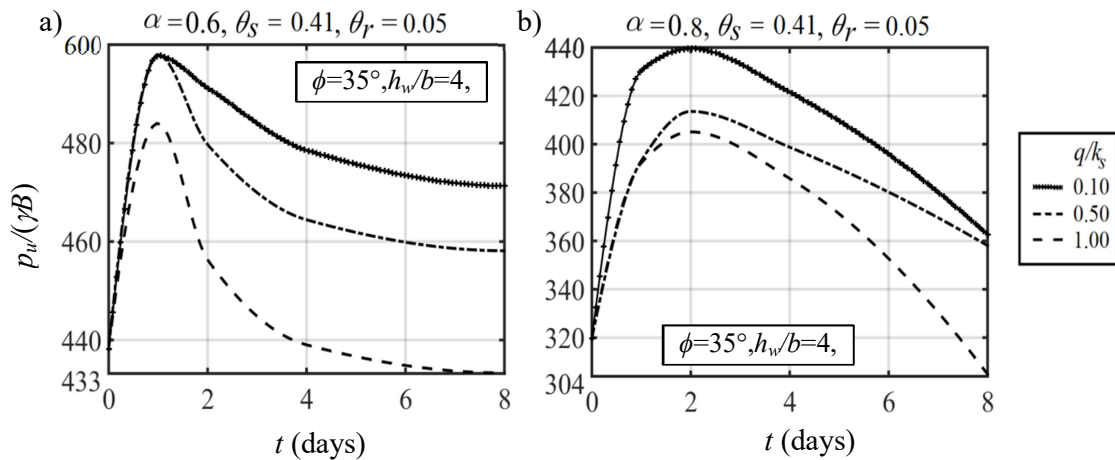 a)
α=0.6, θs = 0.41, θr = 0.05
ϕ=35°,hw/b=4,
pu/(γB)
600
480
460
440
433
0
2
4
6
8
t (days)
b)
α=0.8, θs = 0.41, θr = 0.05
ϕ=35°,hw/b=4,
440
420
400
380
360
340
320
304
0
2
4
6
8
t (days)
q/ks
0.10
0.50
1.00